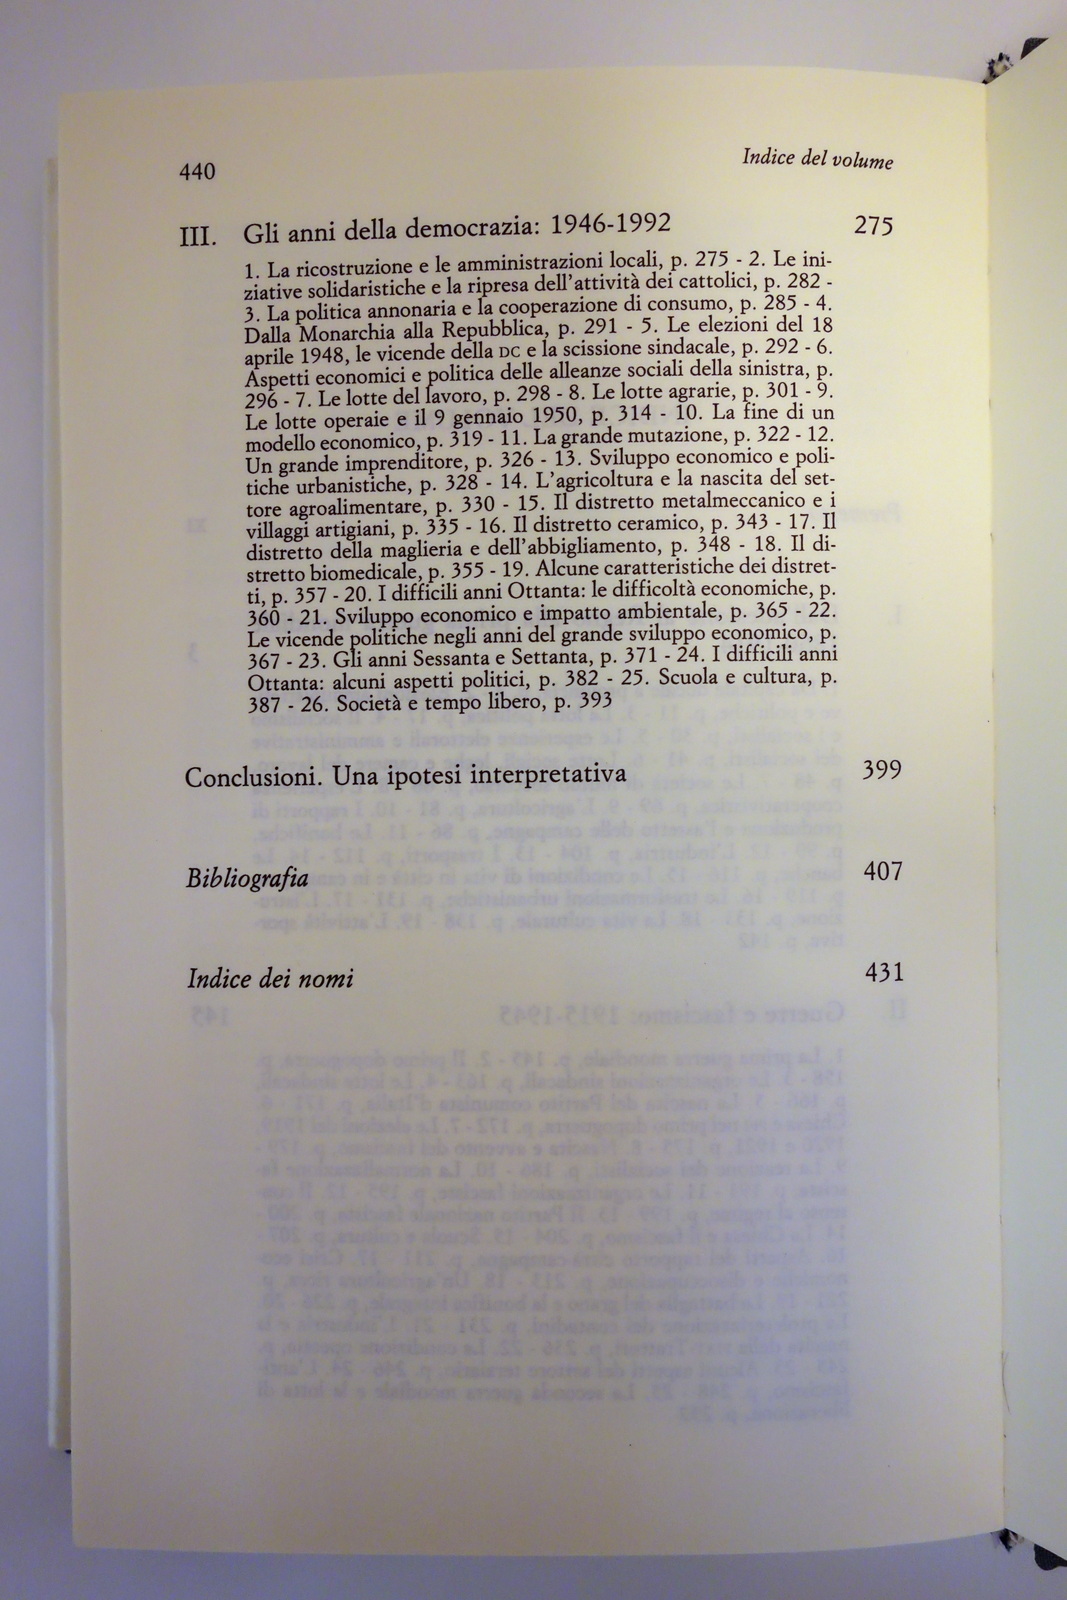 440
Indice del volume
III. Gli anni della democrazia: 1946-1992 275
1. La ricostruzione e le amministrazioni locali, p. 275 - 2. Le ini-
ziative solidaristiche e la ripresa dell'attività dei cattolici, p. 282 -
3. La politica annonaria e la cooperazione di consumo, p. 285 - 4.
Dalla Monarchia alla Repubblica, p. 291 - 5. Le elezioni del 18
aprile 1948, le vicende della DC e la scissione sindacale, p. 292 - 6.
Aspetti economici e politica delle alleanze sociali della sinistra, p.
296 - 7. Le lotte del lavoro, p. 298 - 8. Le lotte agrarie, p. 301 - 9.
Le lotte operaie e il 9 gennaio 1950, p. 314 - 10. La fine di un
modello economico, p. 319 - 11. La grande mutazione, p. 322 - 12.
Un grande imprenditore, p. 326 - 13. Sviluppo economico e poli-
tiche urbanistiche, p. 328 - 14. L'agricoltura e la nascita del set-
tore agroalimentare, p. 330 - 15. Il distretto metalmeccanico e i
villaggi artigiani, p. 335 - 16. Il distretto ceramico, p. 343 - 17. Il
distretto della maglieria e dell'abbigliamento, p. 348 - 18. Il di-
stretto biomedicale, p. 355 - 19. Alcune caratteristiche dei distret-
ti, p. 357 - 20. I difficili anni Ottanta: le difficoltà economiche, p.
360 - 21. Sviluppo economico e impatto ambientale, p. 365 - 22.
Le vicende politiche negli anni del grande sviluppo economico, p.
367 - 23. Gli anni Sessanta e Settanta, p. 371 - 24. I difficili anni
Ottanta: alcuni aspetti politici, p. 382 - 25. Scuola e cultura, p.
387 - 26. Società e tempo libero, p. 393
Conclusioni. Una ipotesi interpretativa 399
Bibliografia 407
Indice dei nomi 431